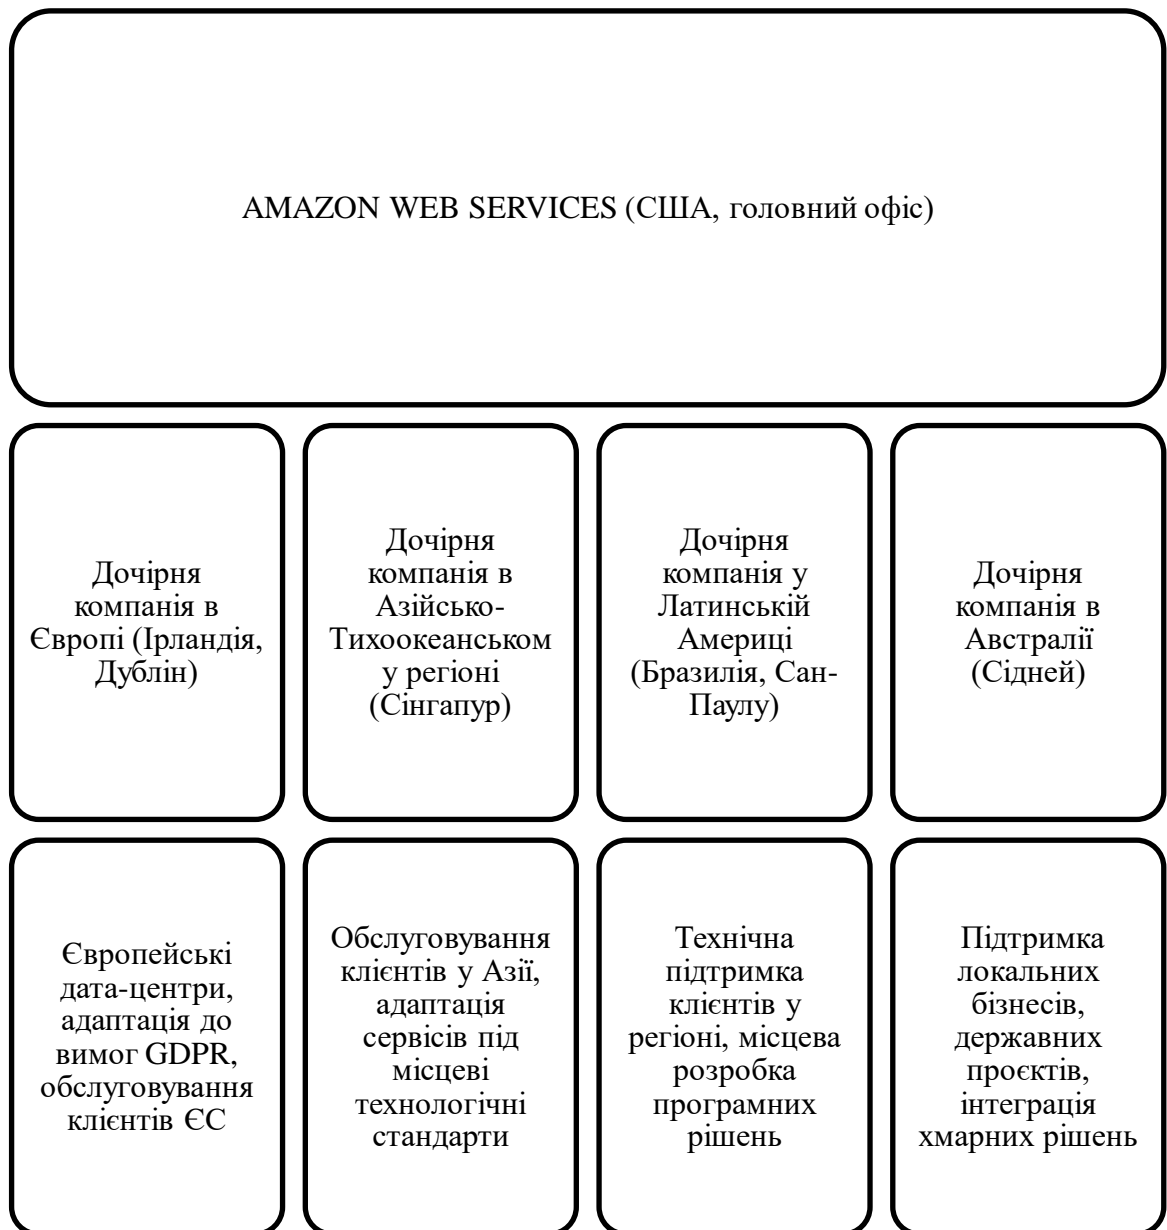 AMAZON WEB SERVICES (США, головний офіс)
Дочірня
компанія в
Європі (Ірландія,
Дублін)
Дочірня
компанія в
Азійсько-
Тихоокеанськом
у регіоні
(Сінгапур)
Дочірня
компанія у
Латинській
Америці
(Бразилія, Сан-
Паулу)
Дочірня
компанія в
Австралії
(Сідней)
Європейські
дата-центри,
адаптація до
вимог GDPR,
обслуговування
клієнтів ЄС
Обслуговування
клієнтів у Азії,
адаптація
сервісів під
місцеві
технологічні
стандарти
Технічна
підтримка
клієнтів у
регіоні, місцева
розробка
програмних
рішень
Підтримка
локальних
бізнесів,
державних
проєктів,
інтеграція
хмарних рішень